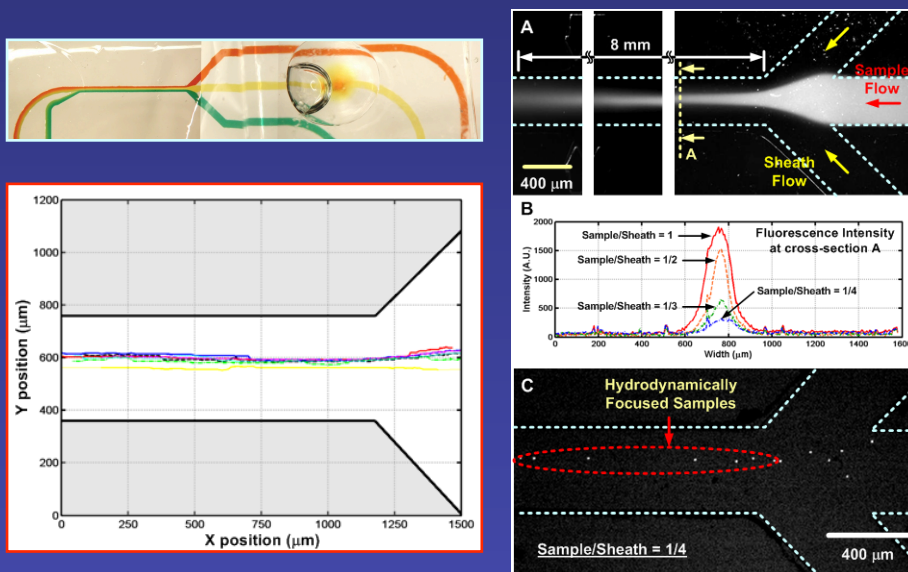 1200
1000
800
600
400
200
0
Y position (μm)
0
250
500
750
1000
1250
1500
X position (μm)
A
8 mm
Sample
Flow
A
400 μm
Sheath
Flow
B
2000
1500
1000
500
0
Intensity (A.U.)
Sample/Sheath = 1
Sample/Sheath = 1/2
Sample/Sheath = 1/3
Sample/Sheath = 1/4
Fluorescence Intensity
at cross-section A
0
200
400
600
800
1000
1200
1400
1600
Width (μm)
C
Hydrodynamically
Focused Samples
Sample/Sheath = 1/4
400 μm